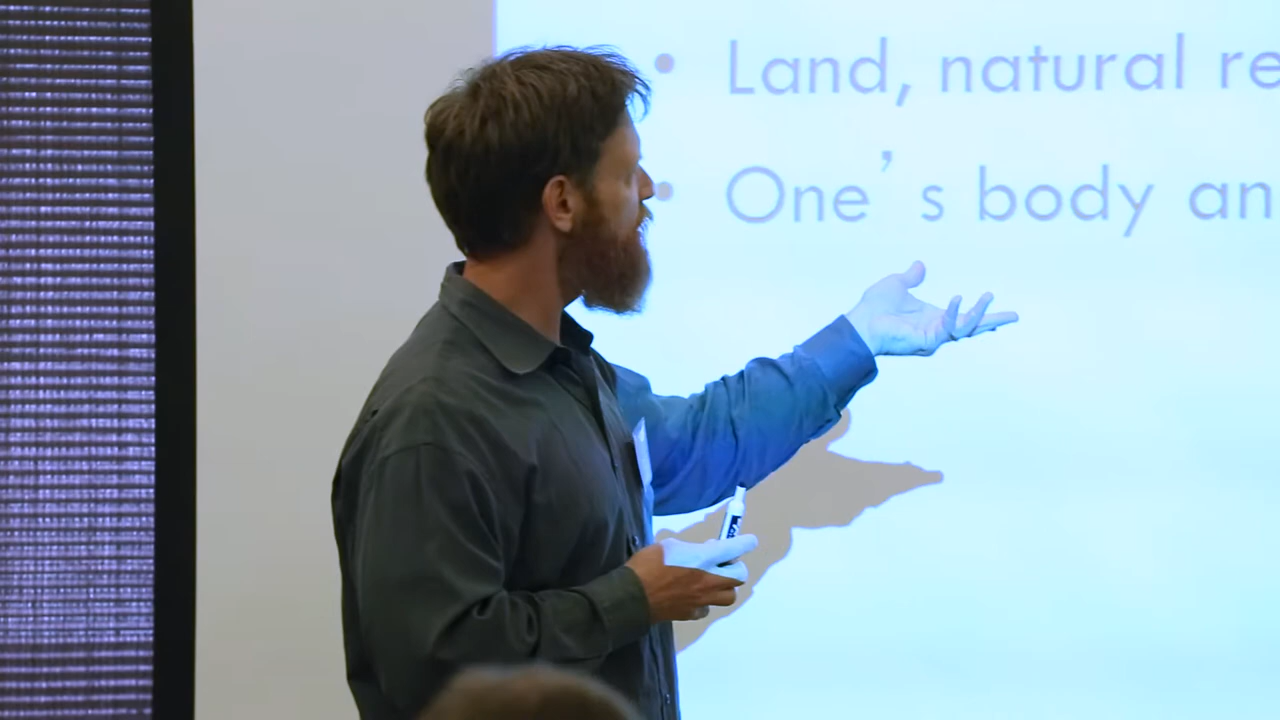 • Land, natural re
• One's body an